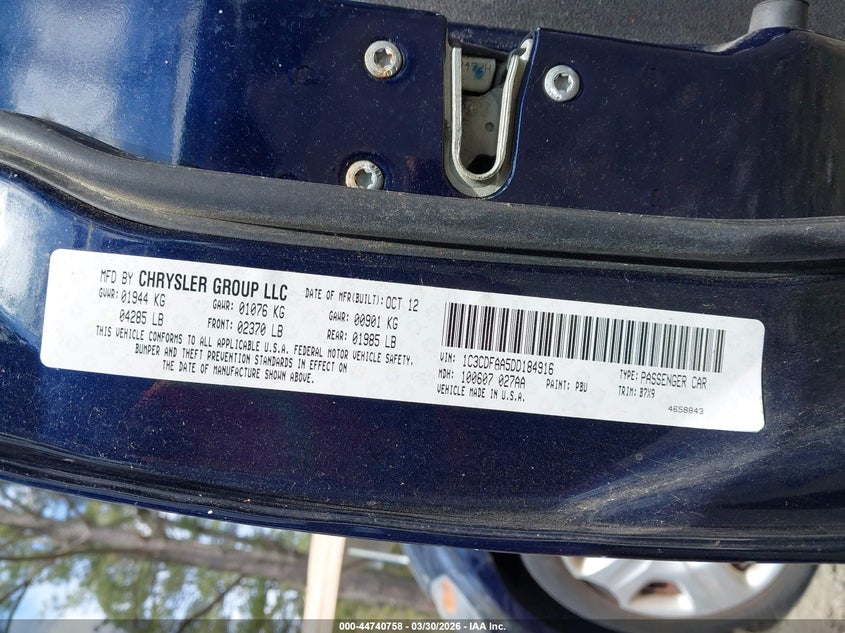 MFD BY CHRYSLER GROUP LLC
DATE OF MFR(BUILT): OCT 12
GVWR: 01944 KG
04285 LB
GAWR: 01076 KG
FRONT: 02370 LB
GAWR: 00901 KG
REAR: 01985 LB
THIS VEHICLE CONFORMS TO ALL APPLICABLE U.S.A. FEDERAL MOTOR VEHICLE SAFETY,
BUMPER AND THEFT PREVENTION STANDARDS IN EFFECT ON
THE DATE OF MANUFACTURE SHOWN ABOVE.
VIN: 1C3CDFAA5DD184916
TYPE: PASSENGER CAR
MDH: 100607 027AA
PAINT: PBU
TRIM: B7X9
VEHICLE MADE IN U.S.A.
4658843
000-44740758 — 03/30/2026 — IAA Inc.